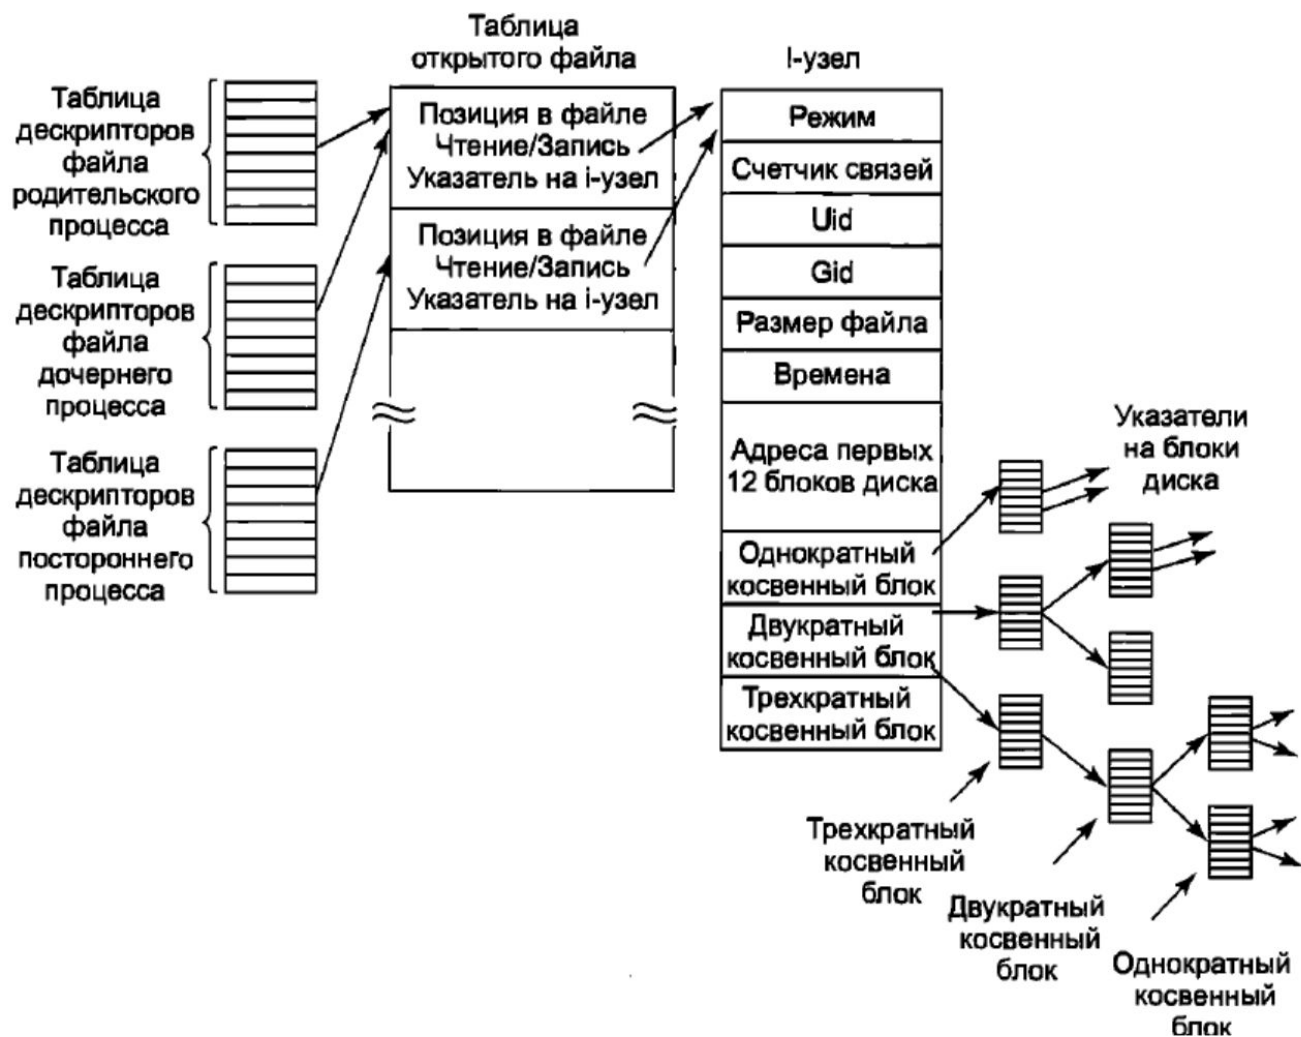 Таблица
открытого файла
I-узел
Таблица
дескрипторов
файла
родительского
процесса
Позиция в файле
Чтение/Запись
Указатель на i-узел
Таблица
дескрипторов
файла
дочернего
процесса
Позиция в файле
Чтение/Запись
Указатель на i-узел
Таблица
дескрипторов
файла
постороннего
процесса
Режим
Счетчик связей
Uid
Gid
Размер файла
Времена
Адреса первых
12 блоков диска
Однократный
косвенный блок
Двукратный
косвенный блок
Трехкратный
косвенный блок
Указатели
на блоки
диска
Трехкратный
косвенный
блок
Двукратный
косвенный
блок
Однократный
косвенный
блок